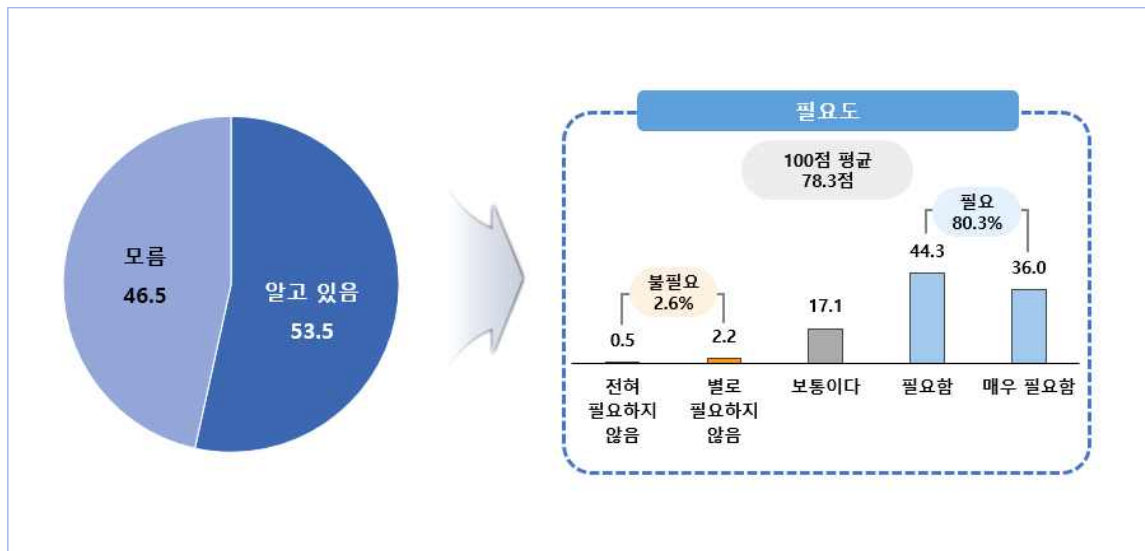 모름
46.5
알고 있음
53.5
필요도
100점 평균
78.3점
필요
80.3%
불필요
2.6%
0.5
2.2
17.1
44.3
36.0
전혀
필요하지
않음
별로
필요하지
않음
보통이다
필요함
매우 필요함